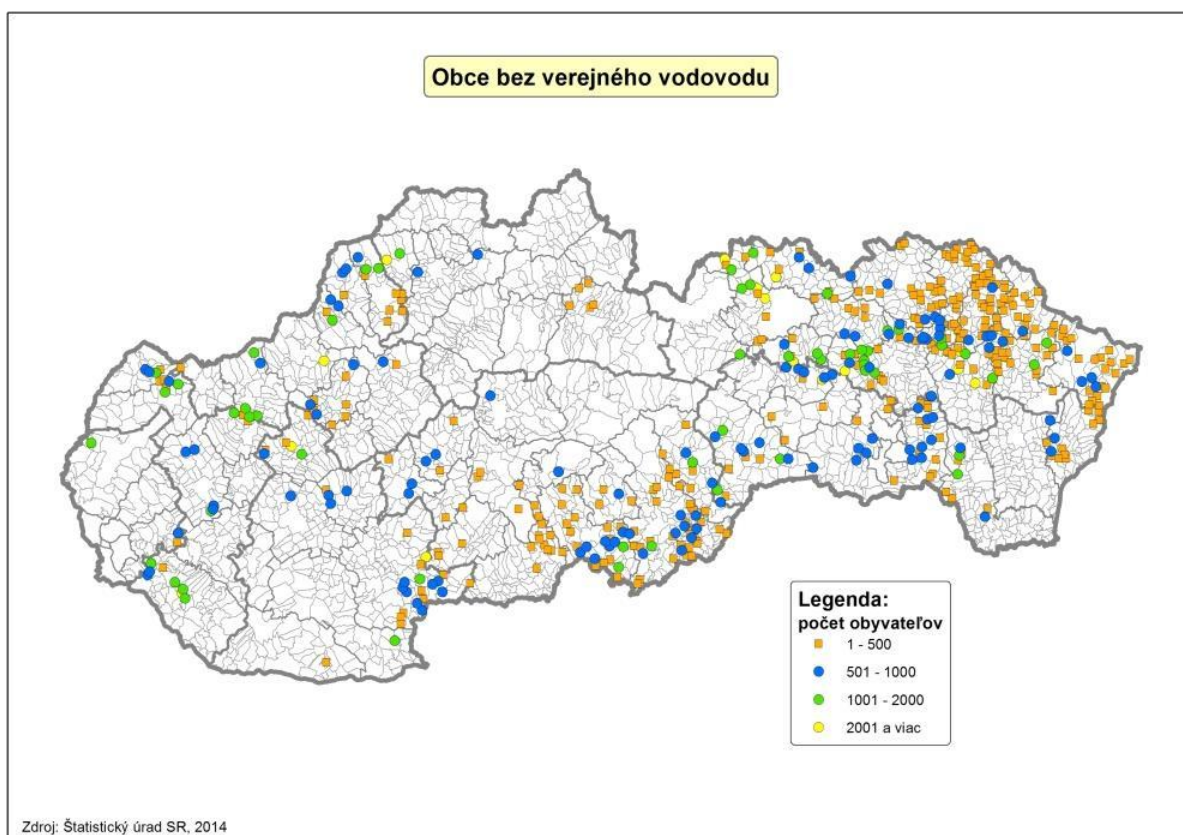 Obce bez verejného vodovodu
Legenda:
počet obyvateľov
1 - 500
501 - 1000
1001 - 2000
2001 a viac
Zdroj: Štatistický úrad SR, 2014